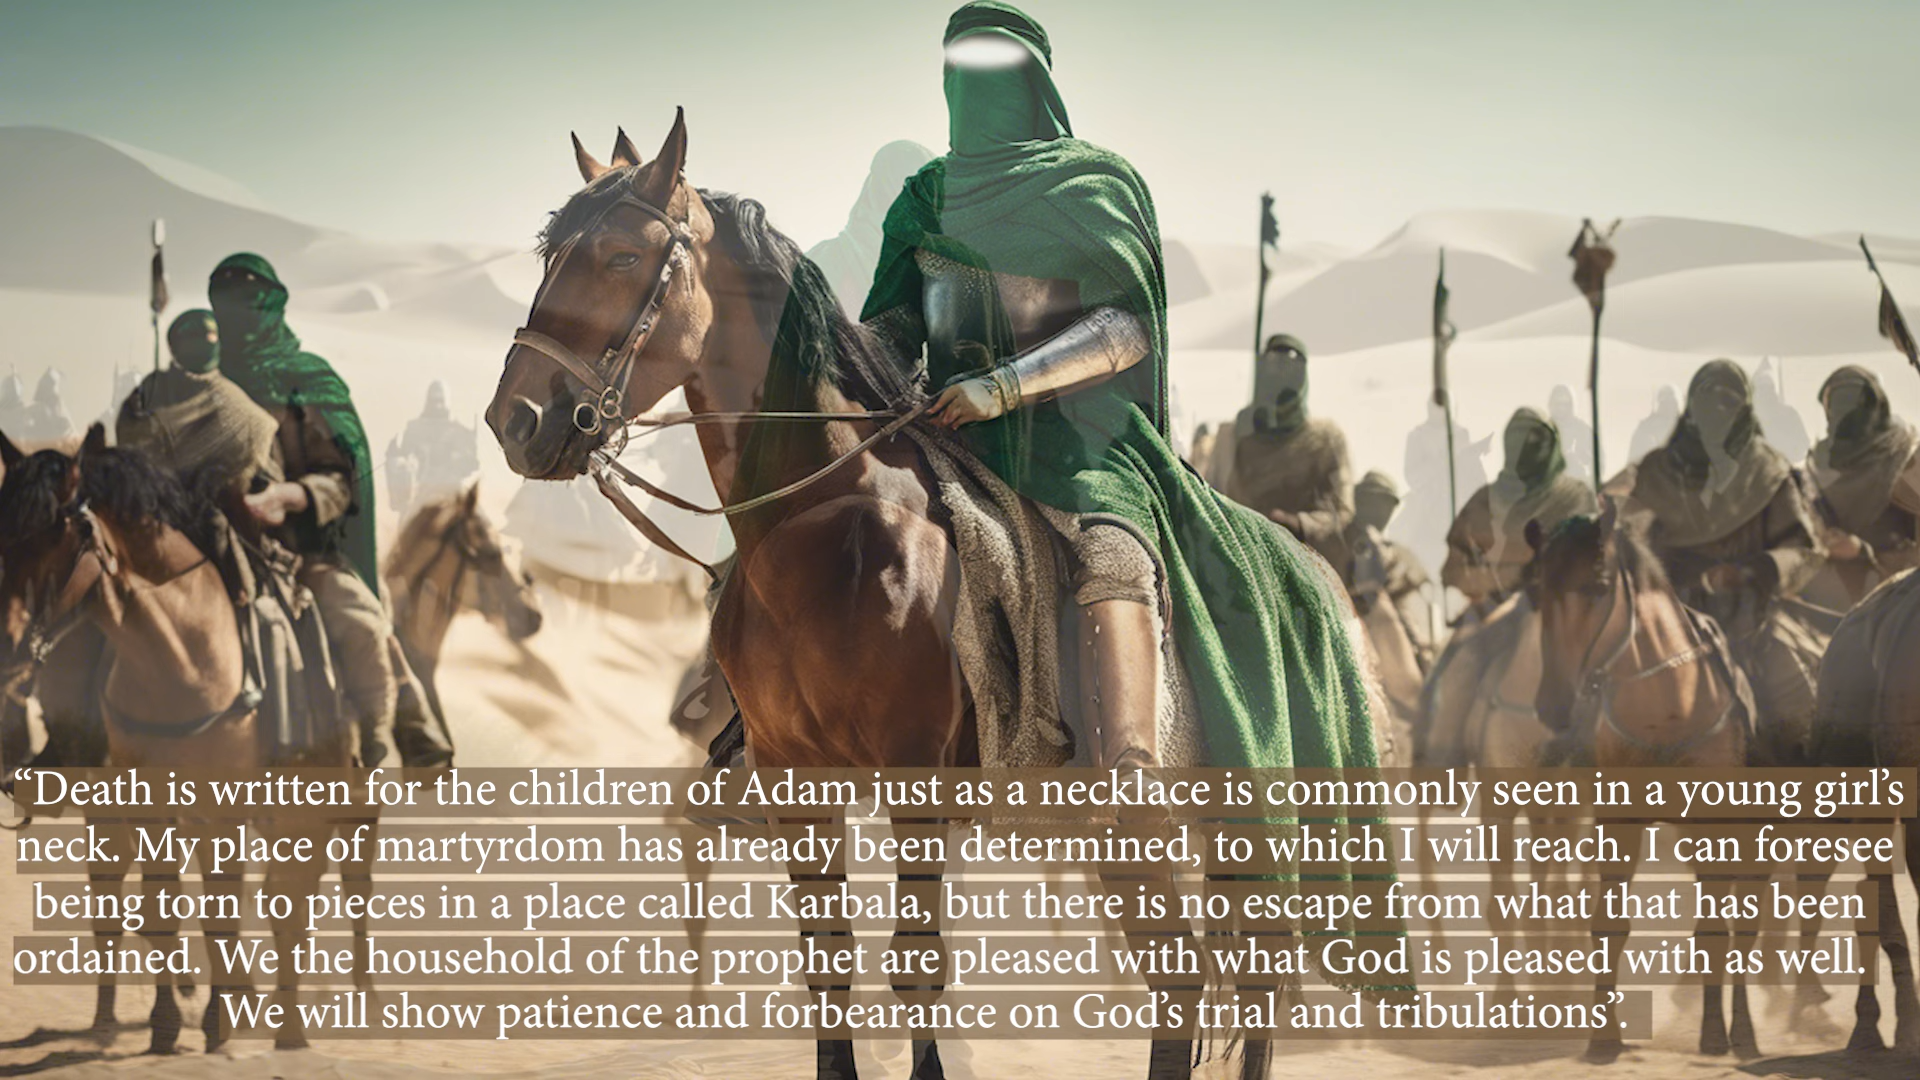 “Death is written for the children of Adam just as a necklace is commonly seen in a young girl’s
neck. My place of martyrdom has already been determined, to which I will reach. I can foresee
being torn to pieces in a place called Karbala, but there is no escape from what that has been
ordained. We the household of the prophet are pleased with what God is pleased with as well.
We will show patience and forbearance on God’s trial and tribulations”.